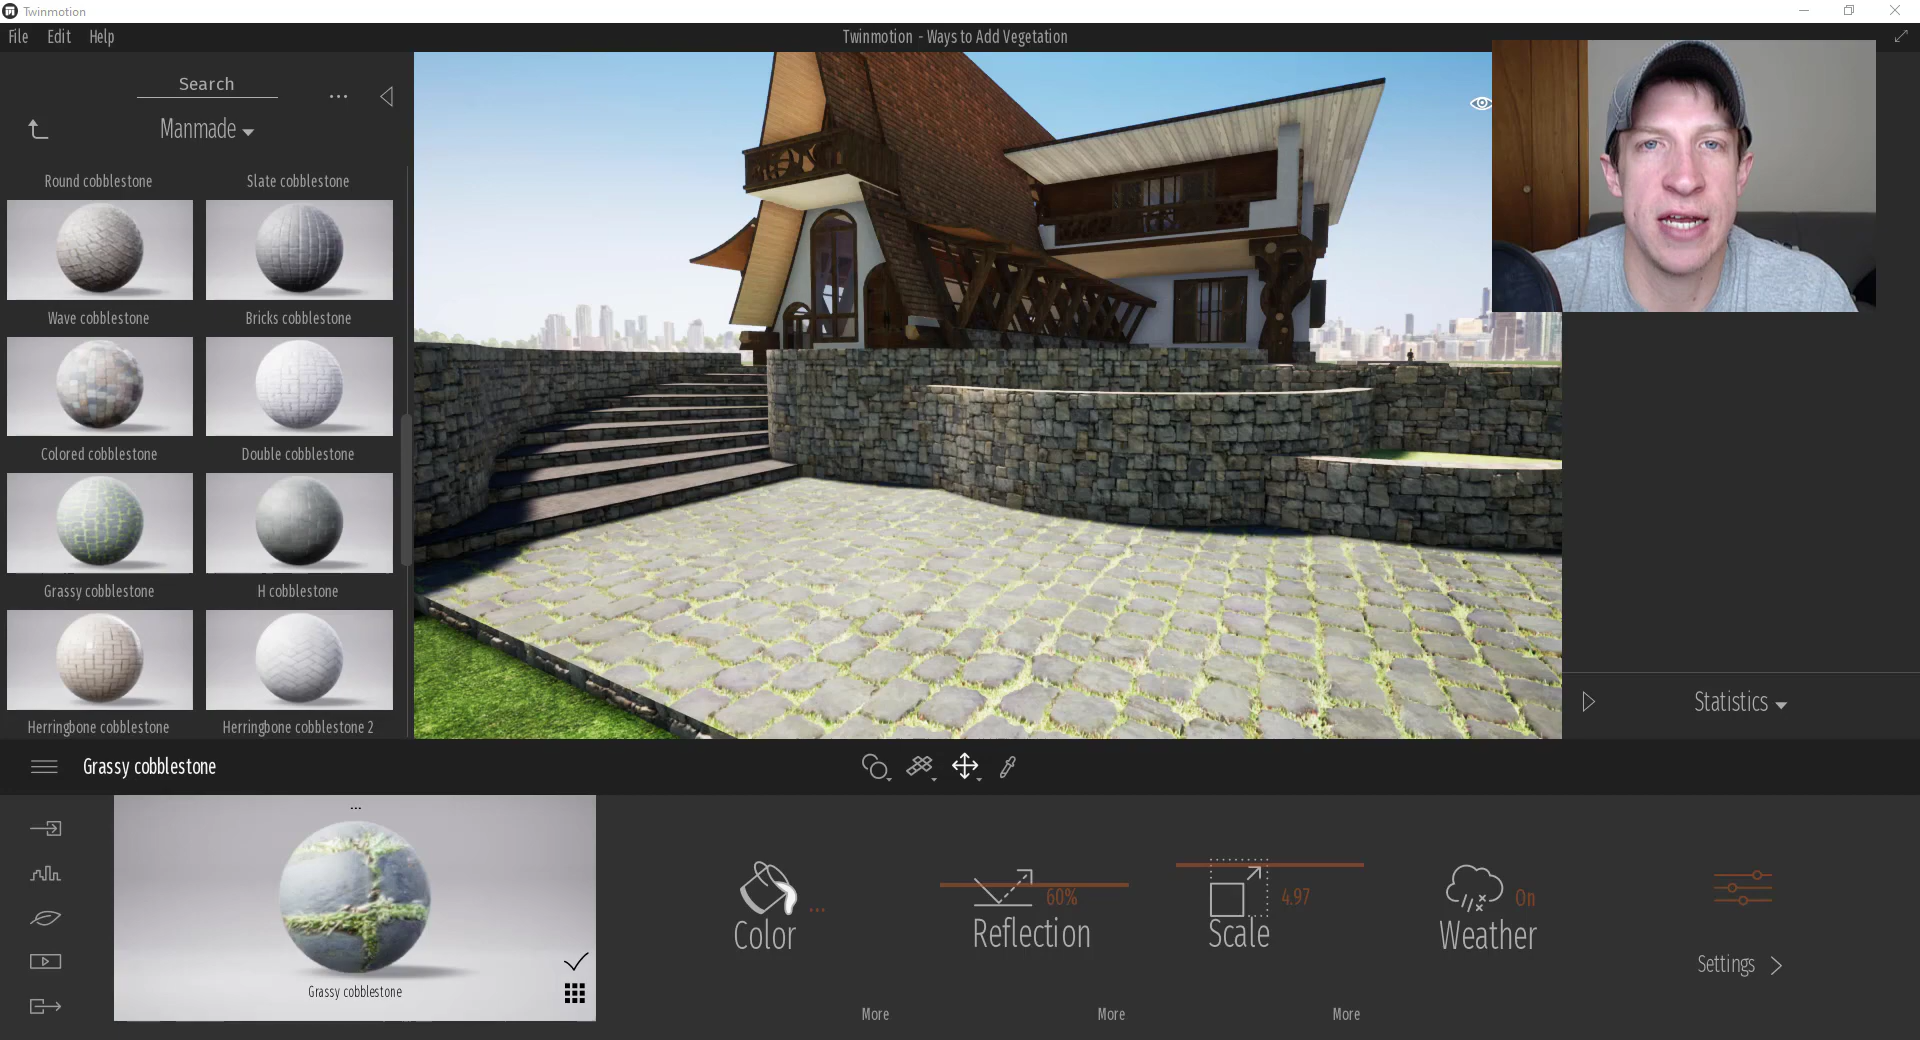 Twinmotion
File Edit Help
Twinmotion - Ways to Add Vegetation
Search
...
Manmade
Round cobblestone
Slate cobblestone
Wave cobblestone
Bricks cobblestone
Colored cobblestone
Double cobblestone
Grassy cobblestone
H cobblestone
Herringbone cobblestone
Herringbone cobblestone 2
Statistics
Grassy cobblestone
...
Grassy cobblestone
...
Color
More
60%
Reflection
More
4.97
Scale
More
On
Weather
Settings